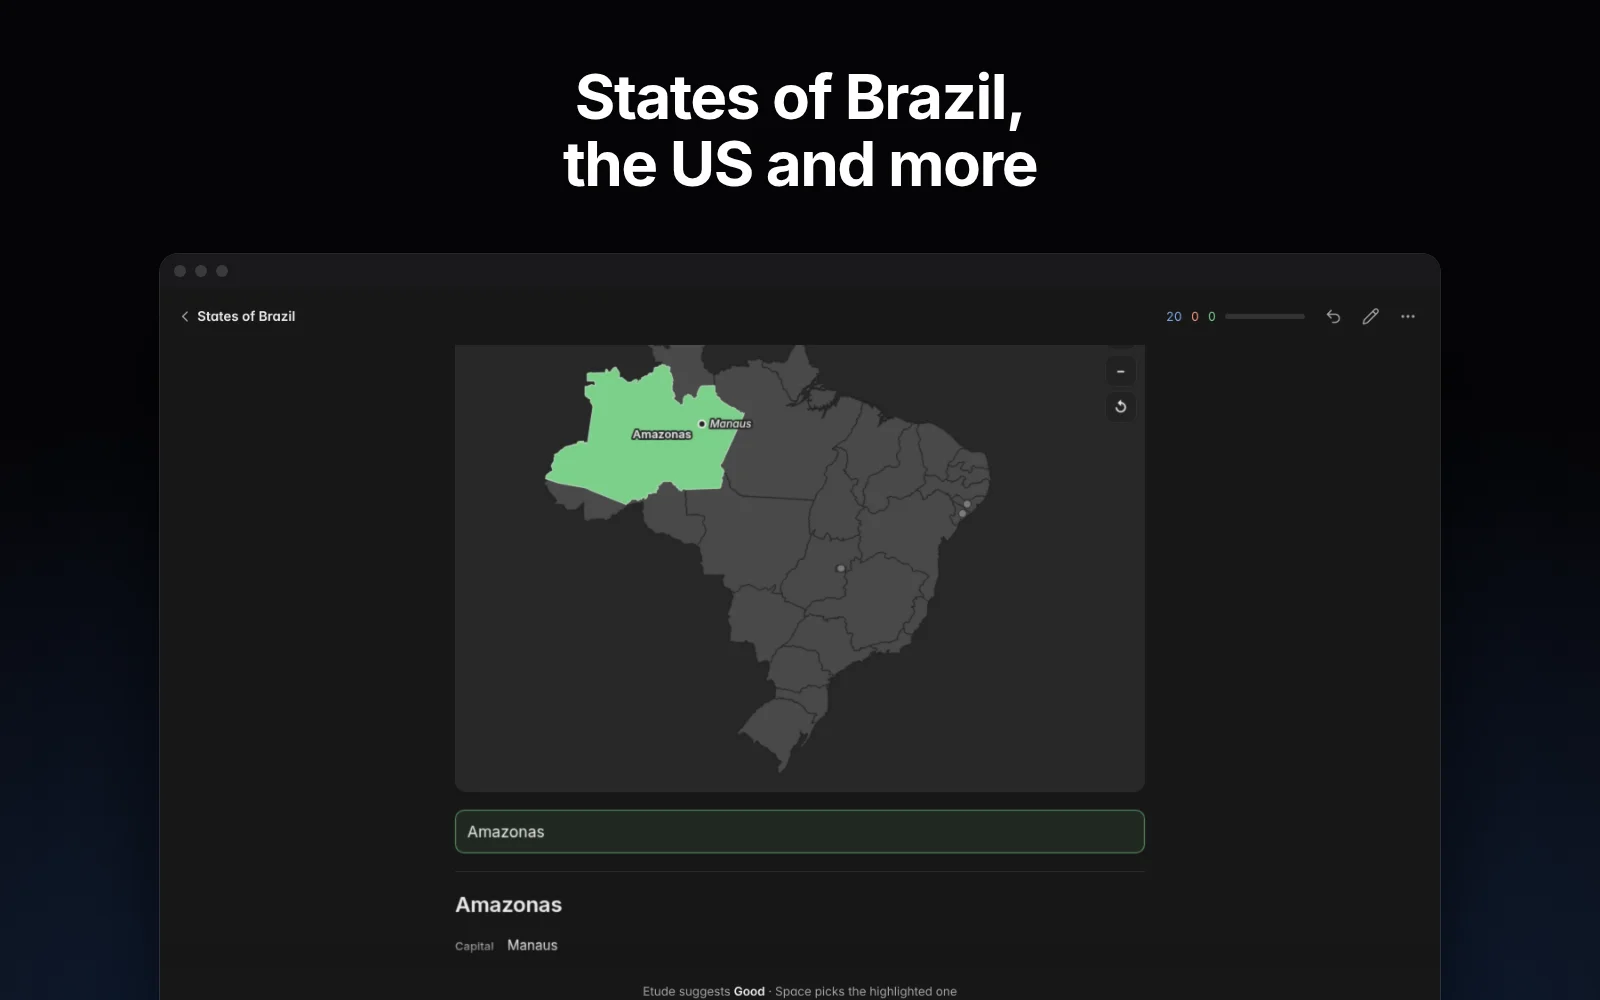 States of Brazil,
the US and more
States of Brazil
20 0 0
Manaus
Amazonas
Amazonas
Amazonas
Capital Manaus
Etude suggests Good · Space picks the highlighted one